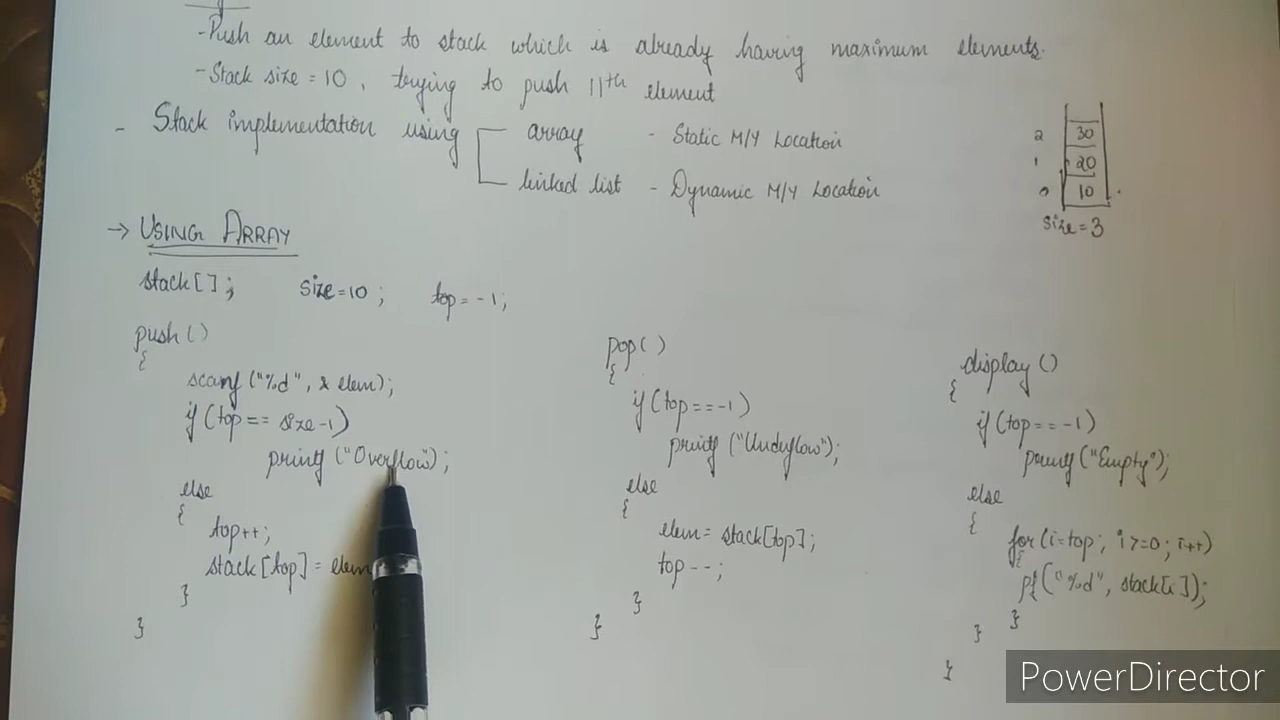 - Push an element to stack which is already having maximum elements.
- Stack size = 10, trying to push 11th element
- Stack implementation using
array - Static M/Y Location
linked list - Dynamic M/Y Location
2 30
1 20
0 10
size = 3
→ USING ARRAY
stack[]; size=10; top=-1;
push()
{
scanf("%d", & elem);
if(top== size-1)
printf("Overflow");
else
{
top++;
stack[top]= elem
}
}
pop()
{
if(top==-1)
printf("Underflow");
else
{
elem= stack[top];
top--;
}
}
display()
{
if(top==-1)
printf("Empty");
else
{
for(i=top; i>=0; i++)
{
pf("%d", stack[i]);
}
}
}
PowerDirector